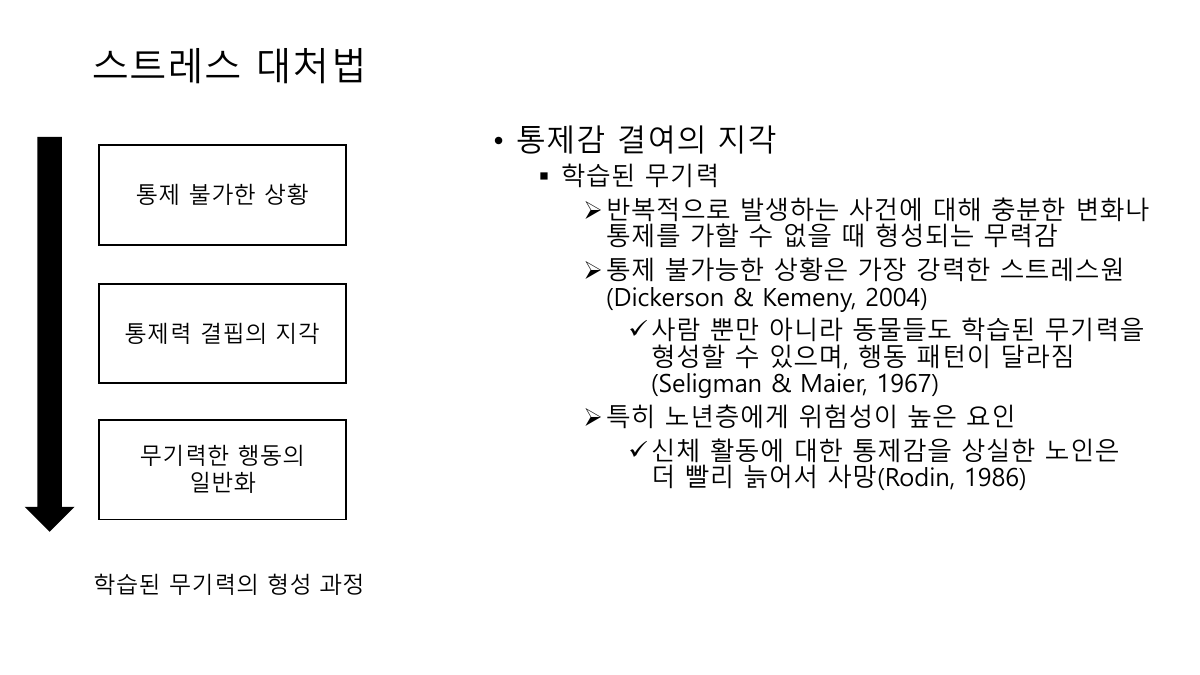 스트레스 대처법
통제 불가한 상황
통제력 결핍의 지각
무기력한 행동의
일반화
학습된 무기력의 형성 과정
• 통제감 결여의 지각
▪ 학습된 무기력
➢ 반복적으로 발생하는 사건에 대해 충분한 변화나
통제를 가할 수 없을 때 형성되는 무력감
➢ 통제 불가능한 상황은 가장 강력한 스트레스원
(Dickerson & Kemeny, 2004)
✓ 사람 뿐만 아니라 동물들도 학습된 무기력을
형성할 수 있으며, 행동 패턴이 달라짐
(Seligman & Maier, 1967)
➢ 특히 노년층에게 위험성이 높은 요인
✓ 신체 활동에 대한 통제감을 상실한 노인은
더 빨리 늙어서 사망(Rodin, 1986)